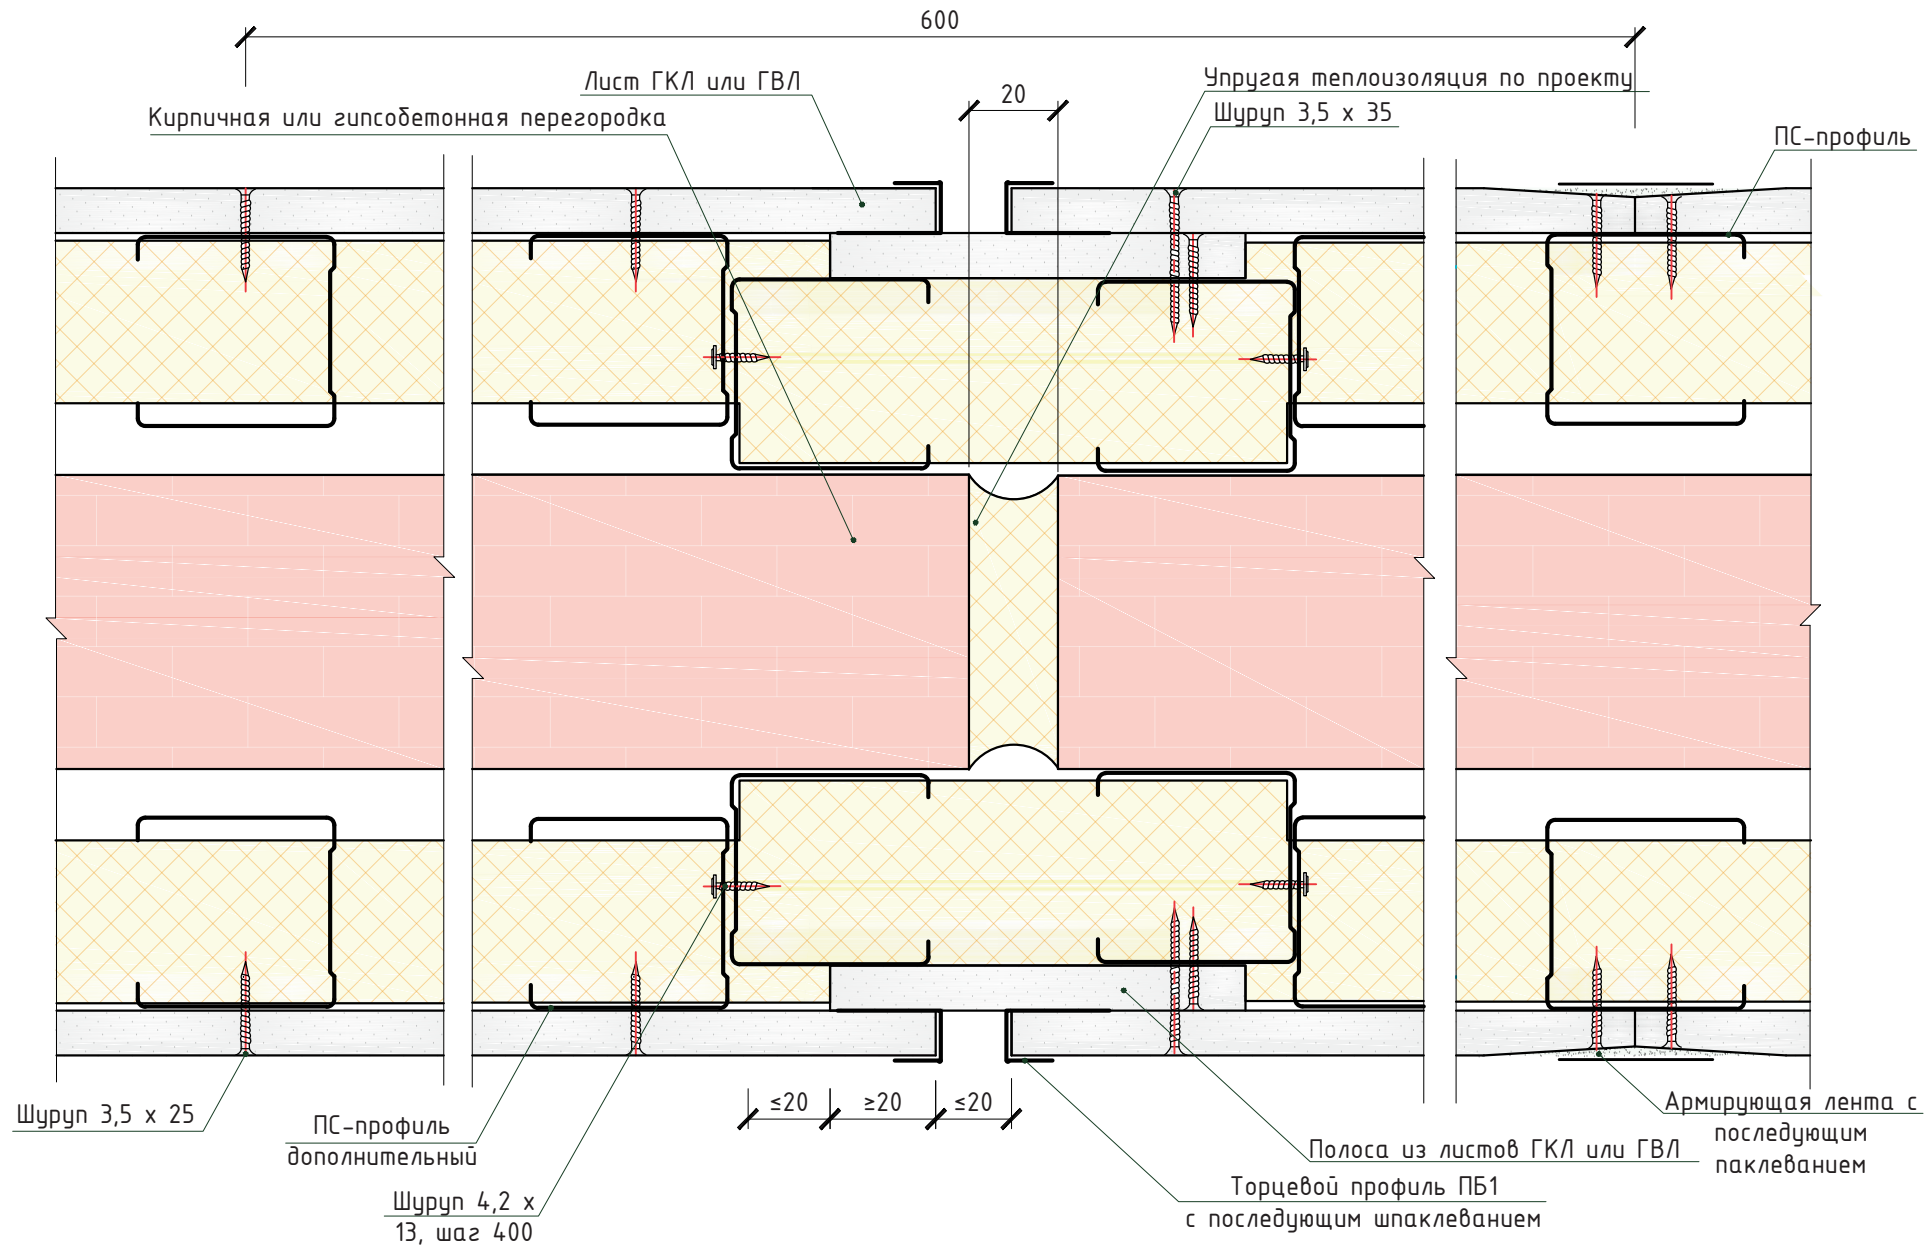 600
Лист ГКЛ или ГВЛ
Упругая теплоизоляция по проекту
20
Кирпичная или гипсобетонная перегородка
Шуруп 3,5 х 35
ПС-профиль
≤20
≥20
≤20
Шуруп 3,5 х 25
ПС-профиль
дополнительный
Шуруп 4,2 х
13, шаг 400
Армирующая лента с
последующим
паклеванием
Полоса из листов ГКЛ или ГВЛ
Торцевой профиль ПБ1
с последующим шпаклеванием